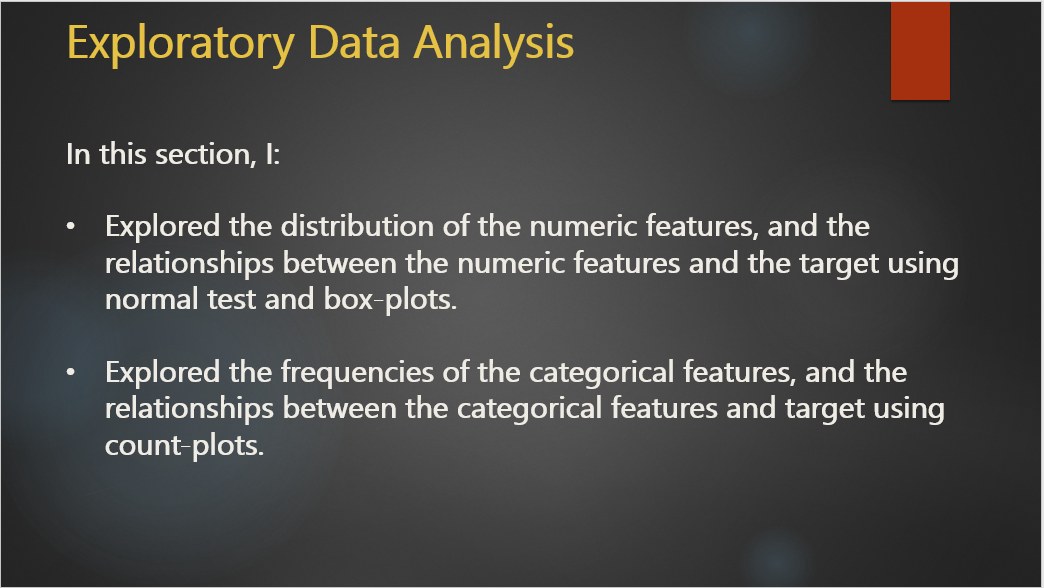 Exploratory Data Analysis
In this section, I:
• Explored the distribution of the numeric features, and the
relationships between the numeric features and the target using
normal test and box-plots.
• Explored the frequencies of the categorical features, and the
relationships between the categorical features and target using
count-plots.